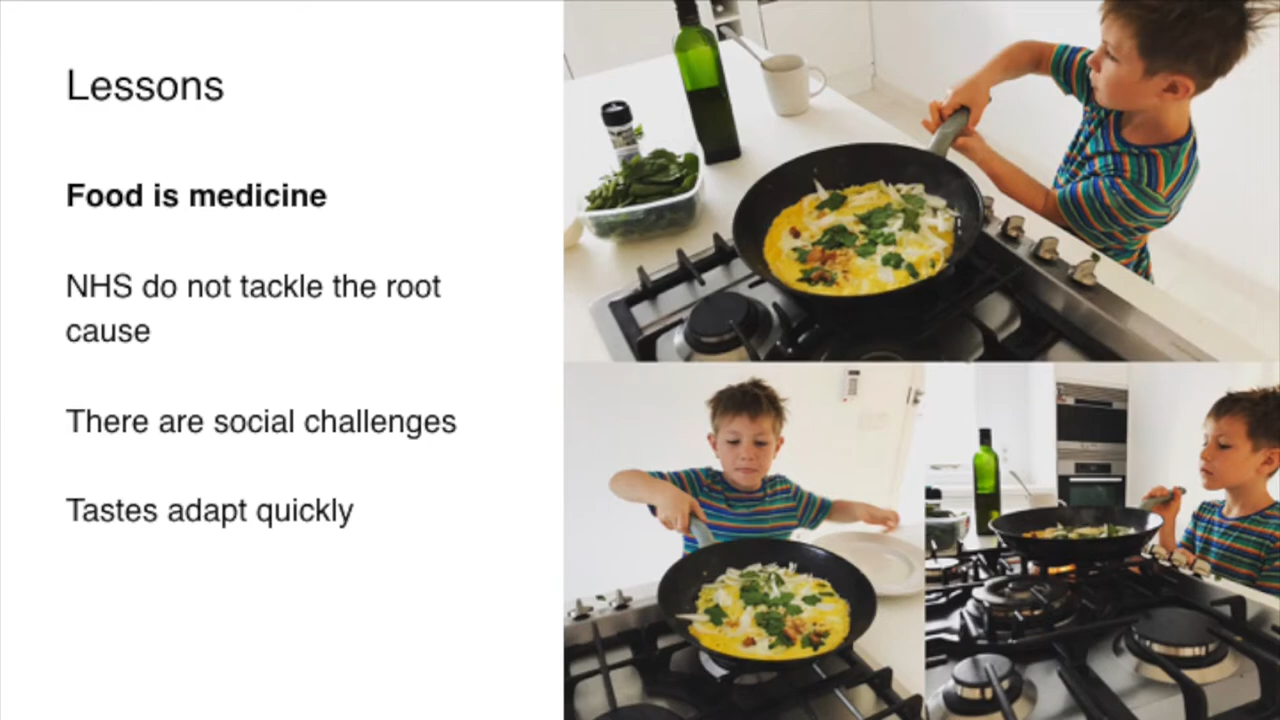 Lessons
Food is medicine
NHS do not tackle the root
cause
There are social challenges
Tastes adapt quickly